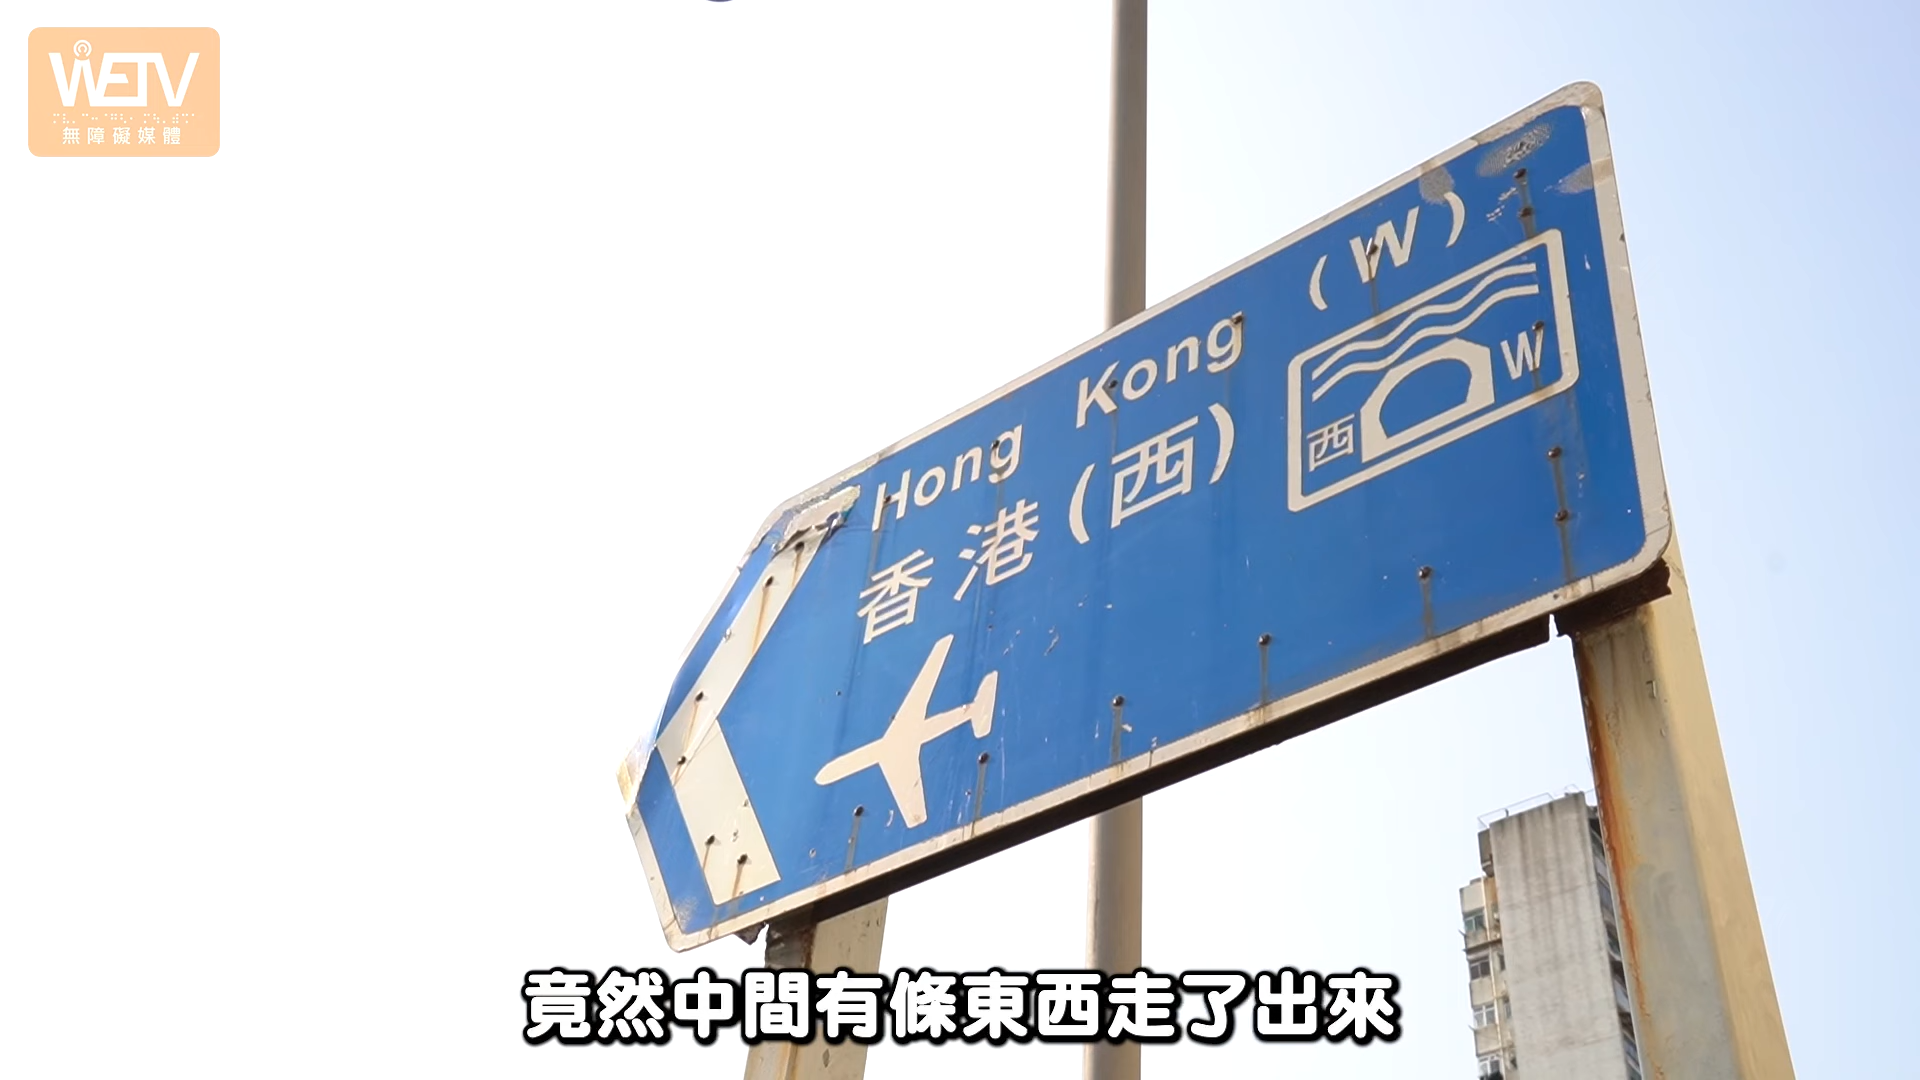 WETV
無障礙媒體
Hong Kong (W)
香港(西)
西 W
竟然中間有條東西走了出來